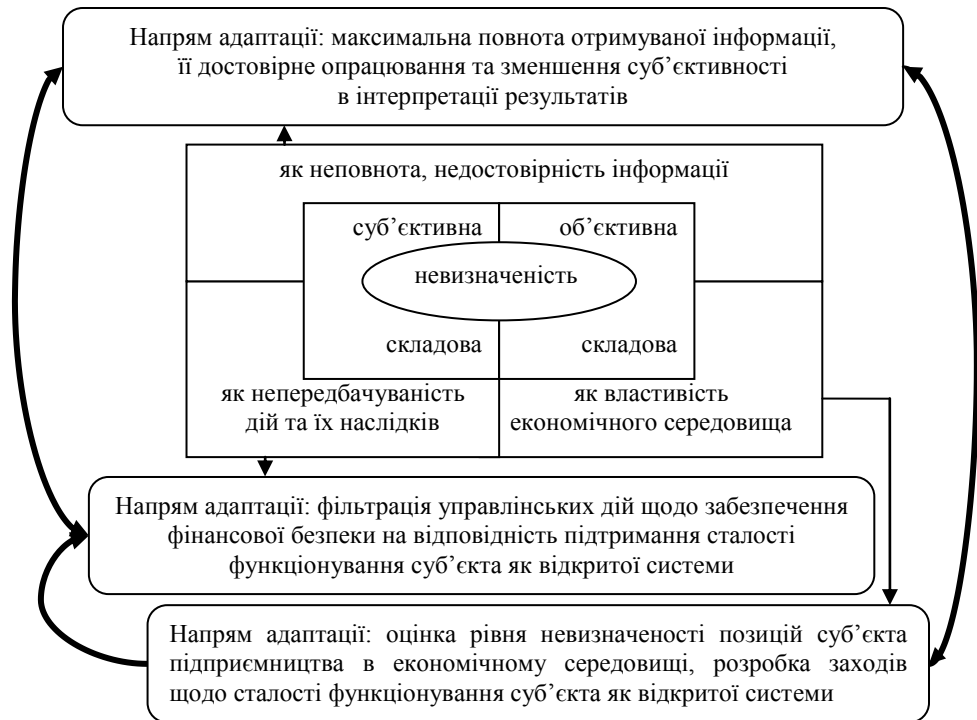 Напрям адаптації: максимальна повнота отримуваної інформації,
її достовірне опрацювання та зменшення суб’єктивності
в інтерпретації результатів
як неповнота, недостовірність інформації
суб’єктивна
об’єктивна
невизначеність
складова
складова
як непередбачуваність
дій та їх наслідків
як властивість
економічного середовища
Напрям адаптації: фільтрація управлінських дій щодо забезпечення
фінансової безпеки на відповідність підтримання сталості
функціонування суб’єкта як відкритої системи
Напрям адаптації: оцінка рівня невизначеності позицій суб’єкта
підприємництва в економічному середовищі, розробка заходів
щодо сталості функціонування суб’єкта як відкритої системи